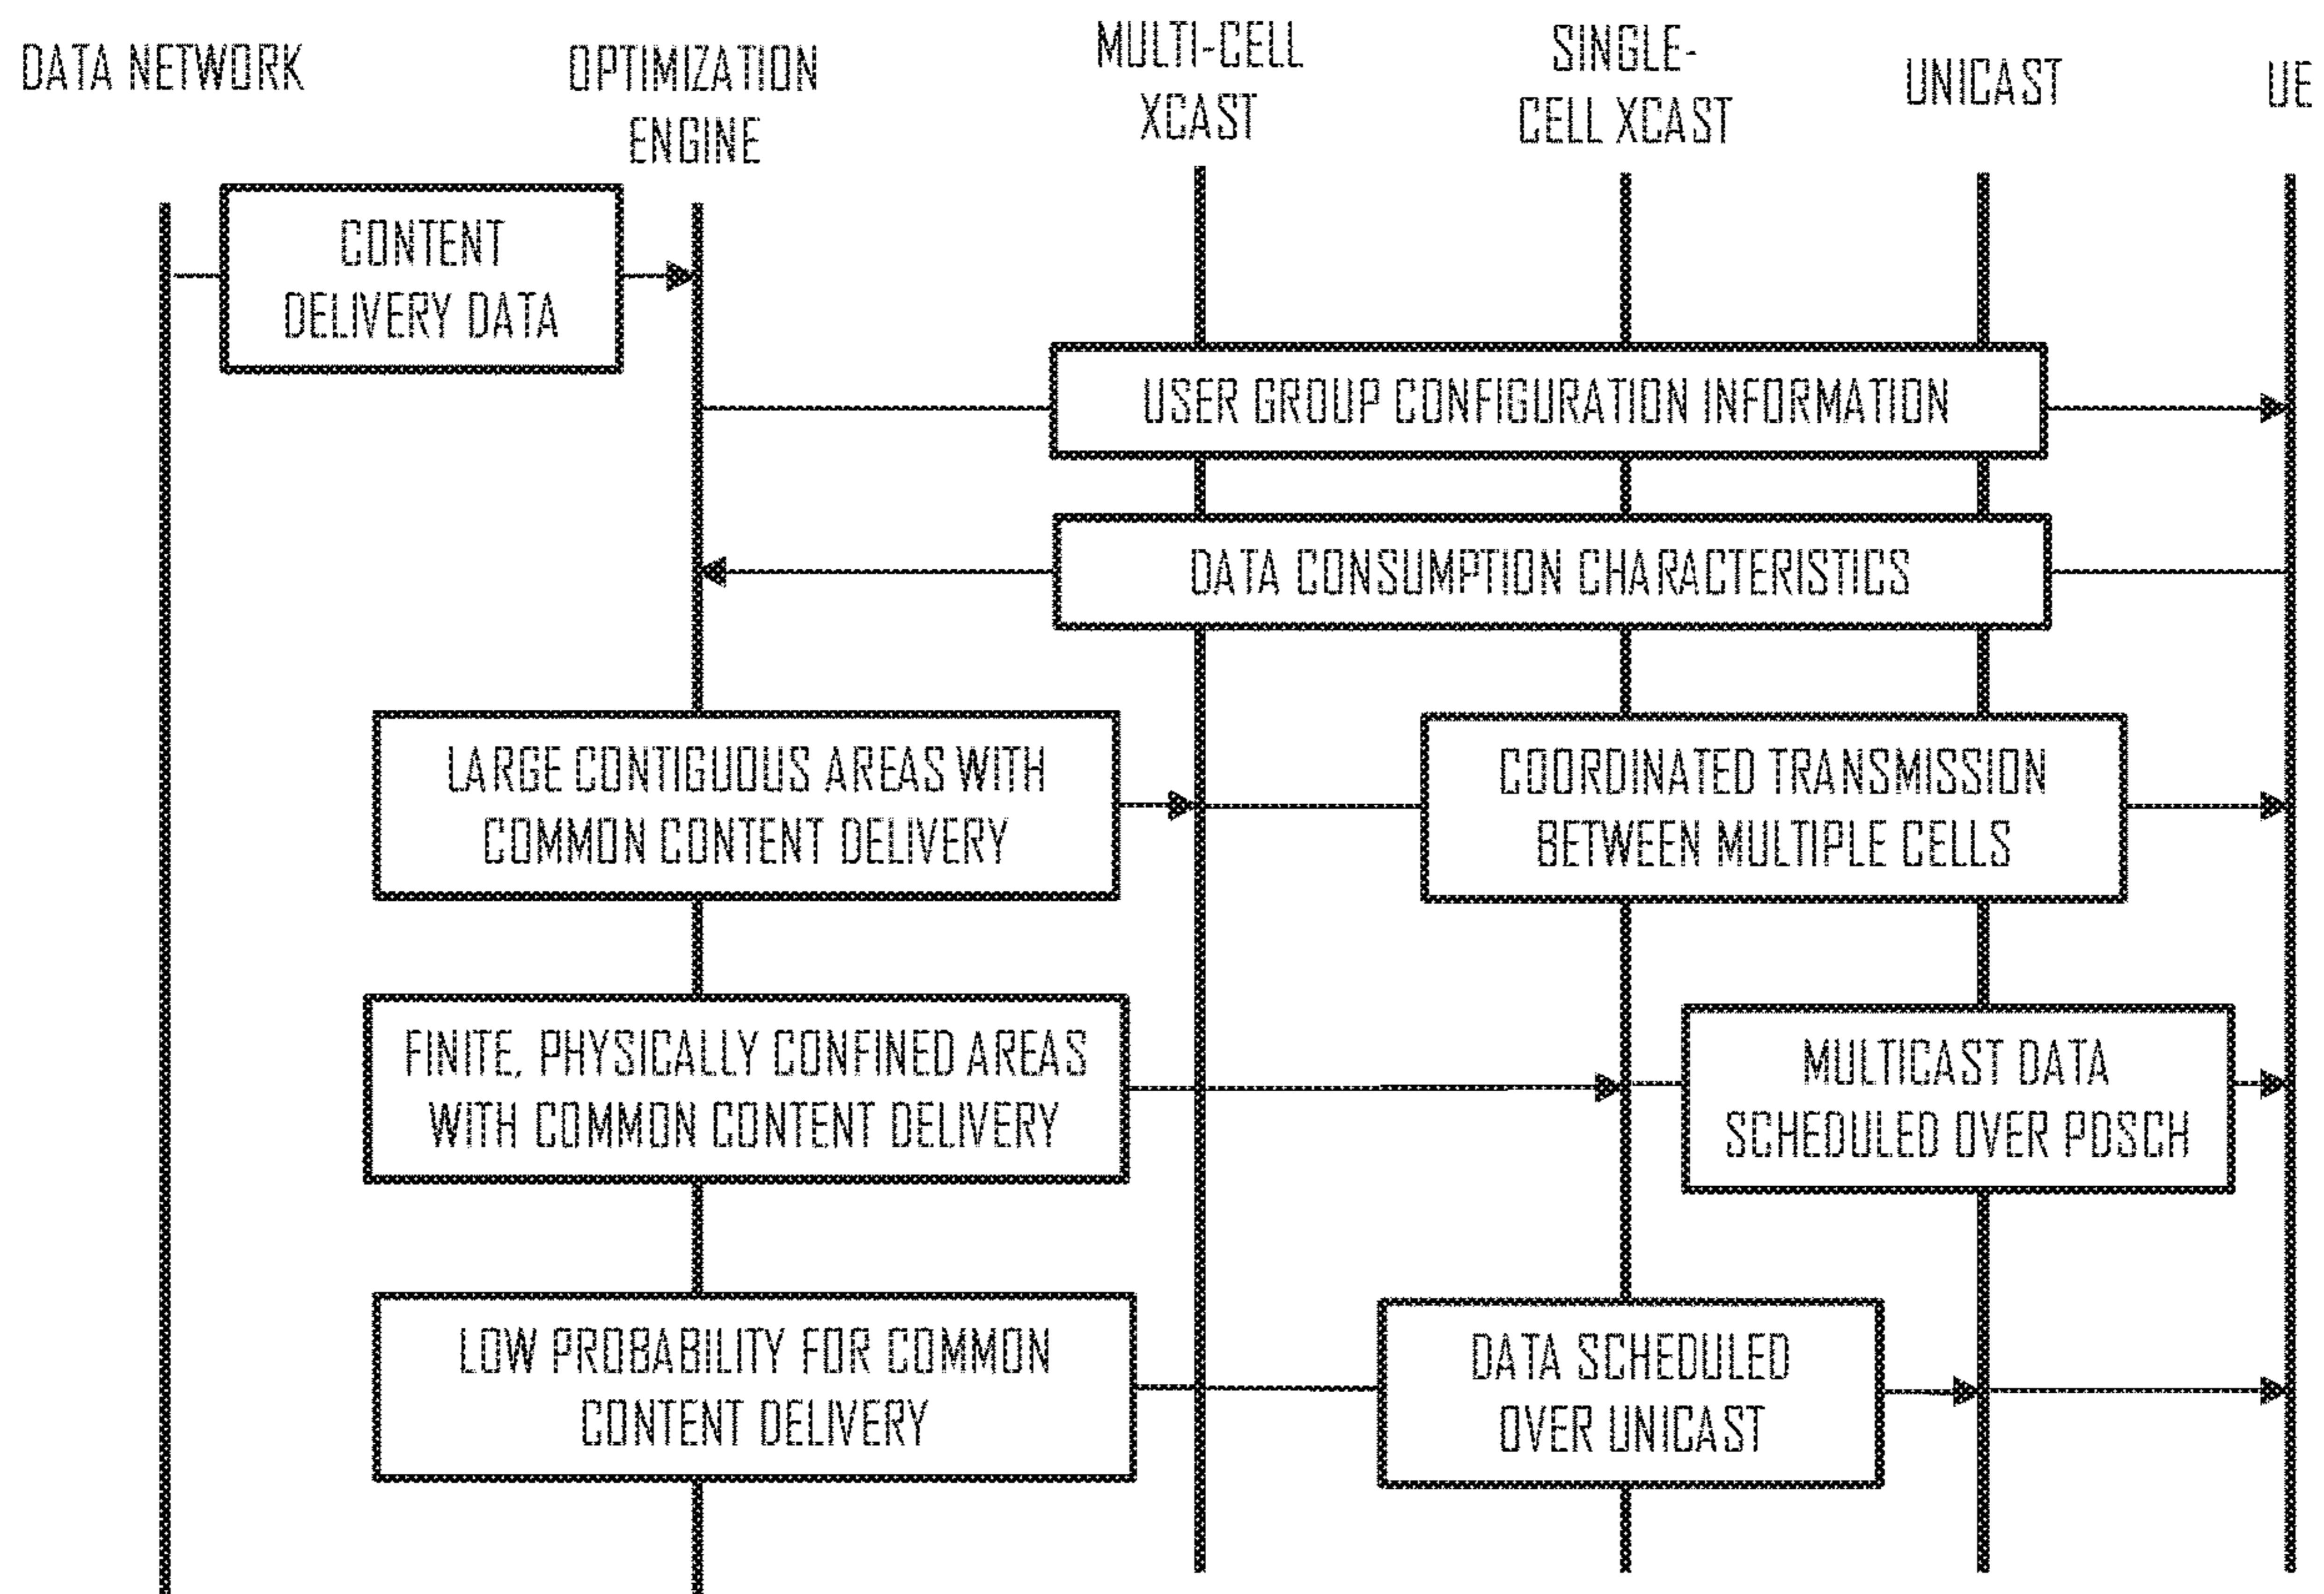 DATA NETWORK
OPTIMIZATION
ENGINE
MULTI-CELL
XCAST
SINGLE-
CELL XCAST
UNICAST
UE
CONTENT
DELIVERY DATA
USER GROUP CONFIGURATION INFORMATION
DATA CONSUMPTION CHARACTERISTICS
LARGE CONTIGUOUS AREAS WITH
COMMON CONTENT DELIVERY
COORDINATED TRANSMISSION
BETWEEN MULTIPLE CELLS
FINITE, PHYSICALLY CONFINED AREAS
WITH COMMON CONTENT DELIVERY
MULTICAST DATA
SCHEDULED OVER PDSCH
LOW PROBABILITY FOR COMMON
CONTENT DELIVERY
DATA SCHEDULED
OVER UNICAST